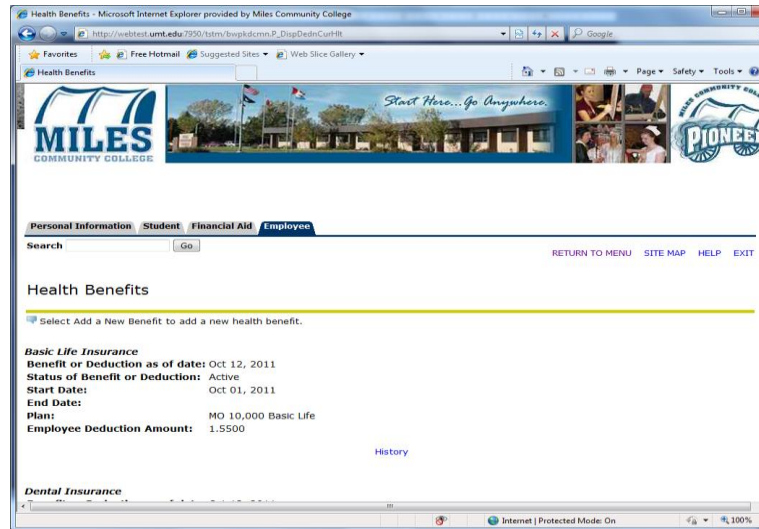 Health Benefits - Microsoft Internet Explorer provided by Miles Community College
http://webtest.umt.edu:7950/tstm/bwpkdcmn.P_DispDednCurHlt
Google
Favorites Free Hotmail Suggested Sites Web Slice Gallery
Health Benefits
Page Safety Tools
Start Here...Go Anywhere.
MILES
COMMUNITY COLLEGE
PIONEE
Personal Information Student Financial Aid Employee
Search Go
RETURN TO MENU SITE MAP HELP EXIT
Health Benefits
Select Add a New Benefit to add a new health benefit.
Basic Life Insurance
Benefit or Deduction as of date: Oct 12, 2011
Status of Benefit or Deduction: Active
Start Date: Oct 01, 2011
End Date:
Plan: MO 10,000 Basic Life
Employee Deduction Amount: 1.5500
History
Dental Insurance
Internet | Protected Mode: On 100%